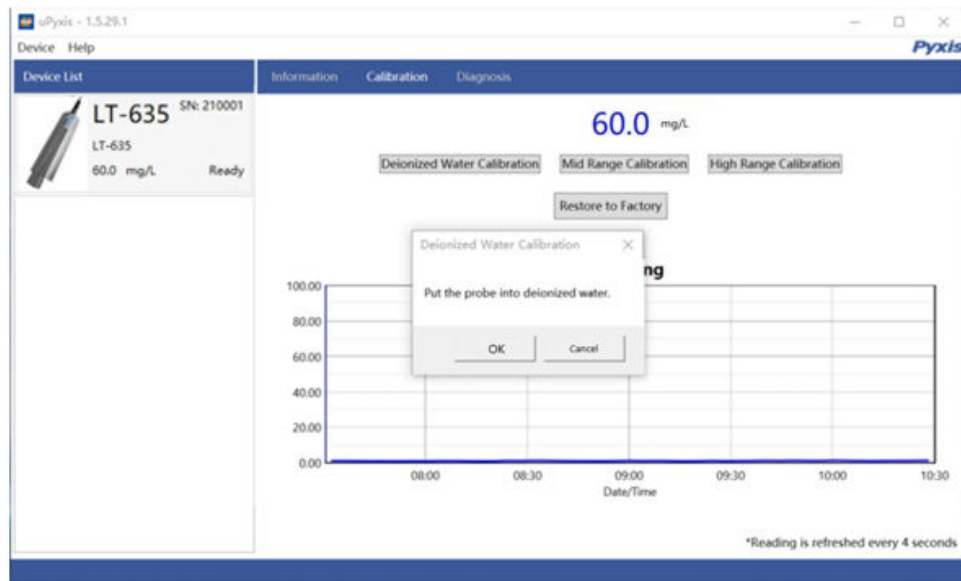 uPyxis - 1.5.29.1
Device Help
Pyxis
Device List
Information Calibration Diagnosis
LT-635 SN: 210001
LT-635
60.0 mg/L Ready
60.0 mg/L
Deionized Water Calibration Mid Range Calibration High Range Calibration
Restore to Factory
Deionized Water Calibration
Put the probe into deionized water.
OK Cancel
ng
100.00
80.00
60.00
40.00
20.00
0.00
08:00 08:30 09:00 09:30 10:00 10:30
Date/Time
*Reading is refreshed every 4 seconds